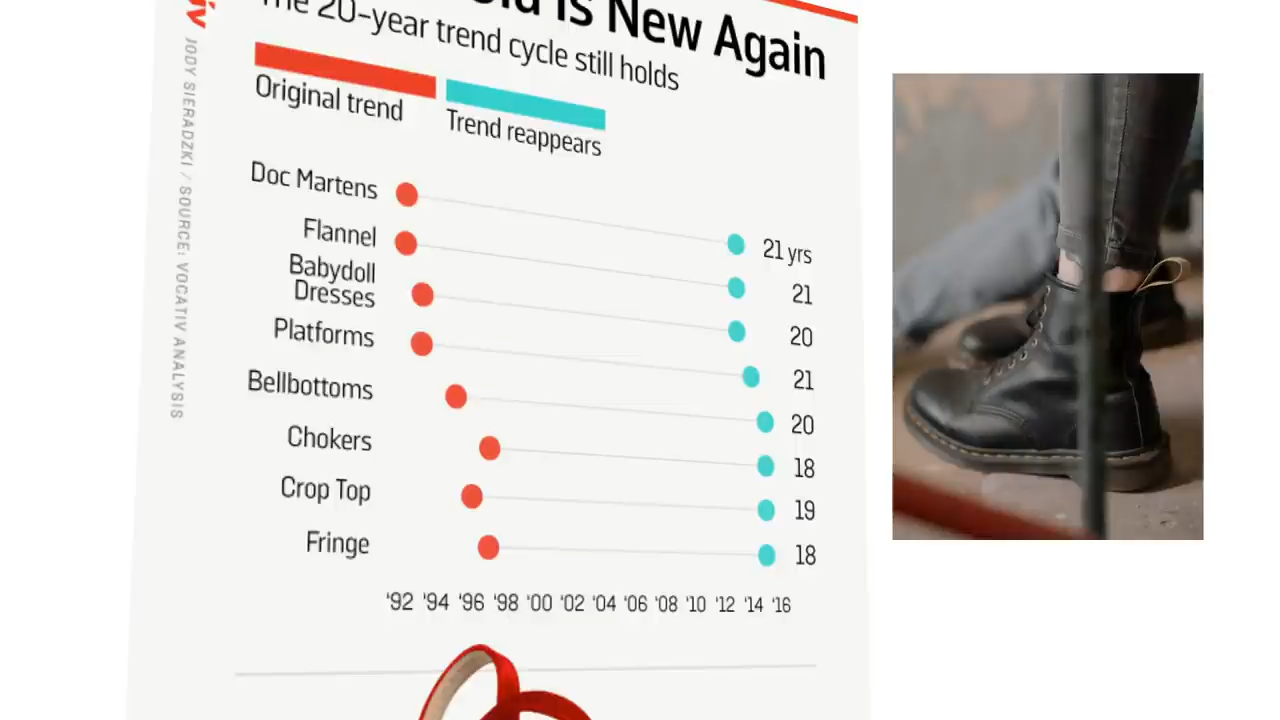 Old is New Again
The 20-year trend cycle still holds
Original trend
Trend reappears
Doc Martens
21 yrs
Flannel
21
Babydoll
Dresses
20
Platforms
21
Bellbottoms
20
Chokers
18
Crop Top
19
Fringe
18
'92 '94 '96 '98 '00 '02 '04 '06 '08 '10 '12 '14 '16
JODY SIERADZKI / SOURCE: VOCATIV ANALYSIS